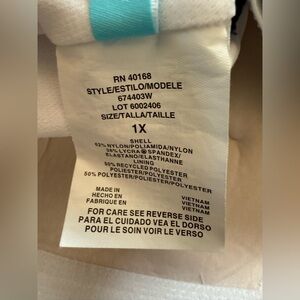 RN 40168
STYLE/ESTILO/MODELE
674403W
LOT 6002406
SIZE/TALLA/TAILLE
1X
SHELL
62% NYLON/POLIAMIDA/NYLON
38% LYCRA® SPANDEX/
ELASTANO/ELASTHANNE
LINING
50% RECYCLED POLYESTER
POLIESTER/POLYESTER
50% POLYESTER/POLIESTER/POLYESTER
MADE IN VIETNAM
HECHO EN VIETNAM
FABRIQUE EN VIETNAM
FOR CARE SEE REVERSE SIDE
PARA EL CUIDADO VEA EL DORSO
POUR LE SOIN VOIR LE VERSO